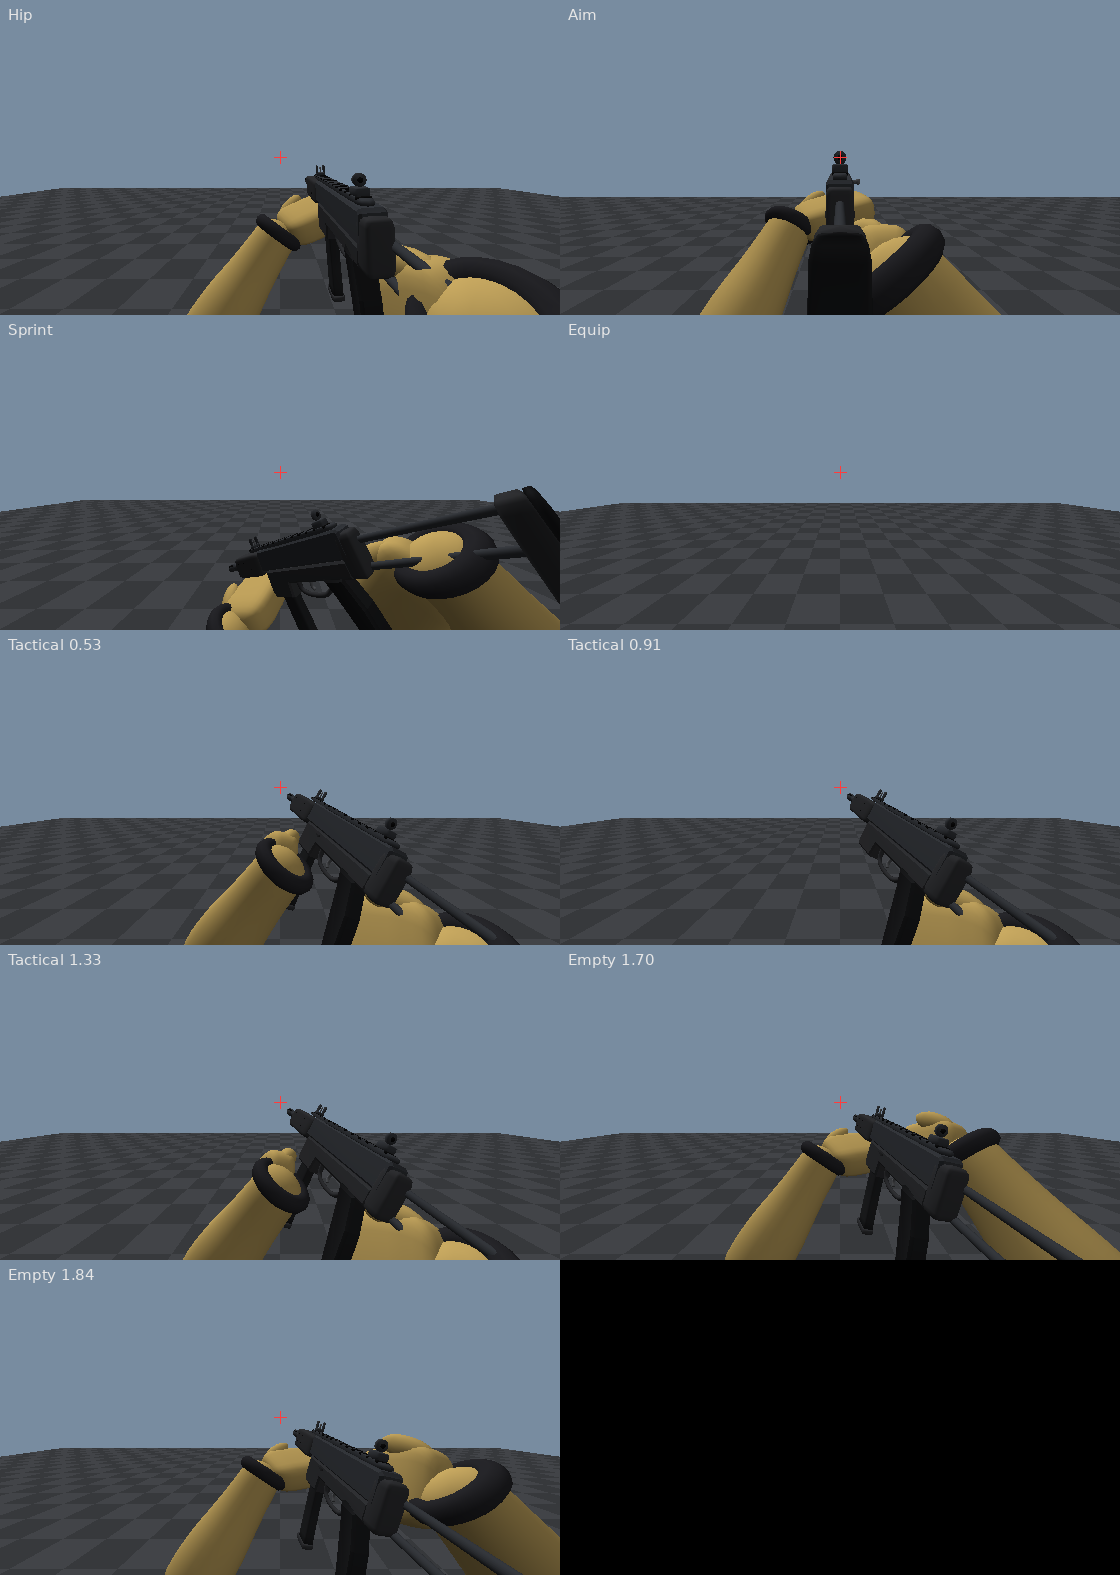 Hip
Aim
Sprint
Equip
Tactical 0.53
Tactical 0.91
Tactical 1.33
Empty 1.70
Empty 1.84